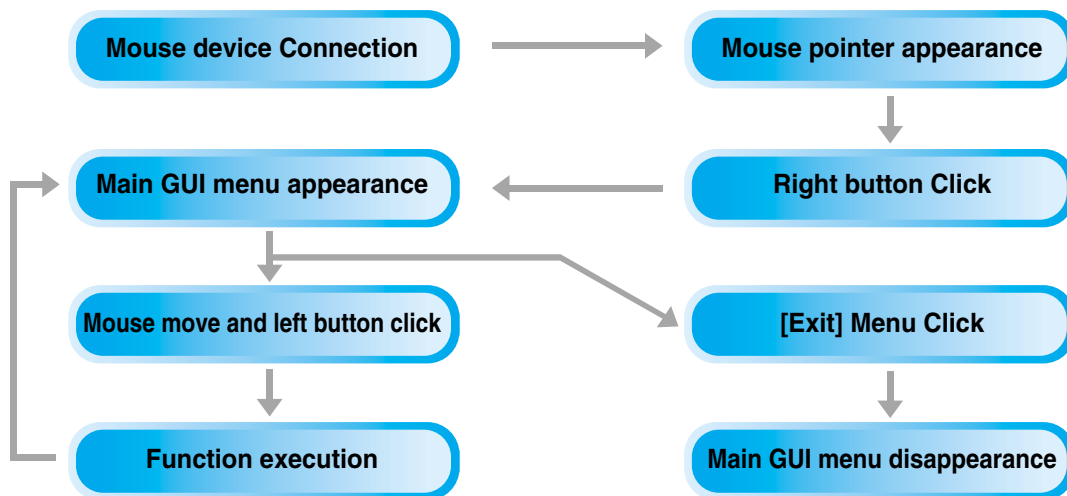 Mouse device Connection
Mouse pointer appearance
Right button Click
Main GUI menu appearance
Mouse move and left button click
[Exit] Menu Click
Function execution
Main GUI menu disappearance